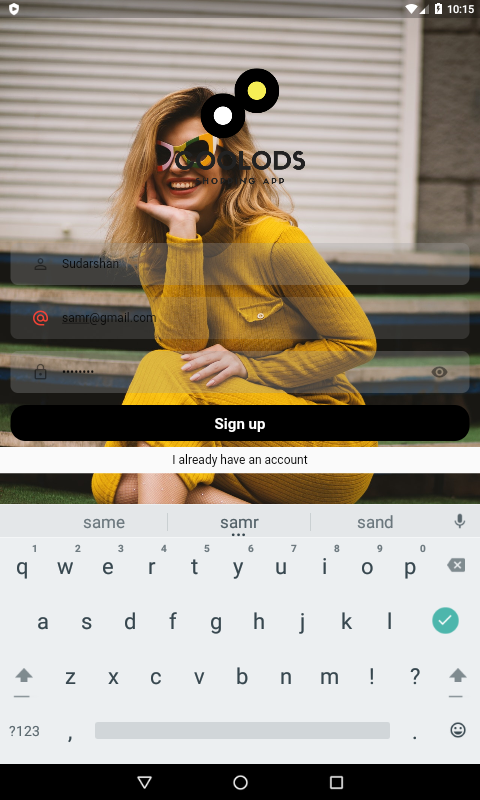 10:15
COOLODS
SHOPPING APP
Sudarshan
samr@gmail.com
••••••••
Sign up
I already have an account
same samr sand
1 2 3 4 5 6 7 8 9 0
q w e r t y u i o p
a s d f g h j k l
z x c v b n m ! ?
?123 , .